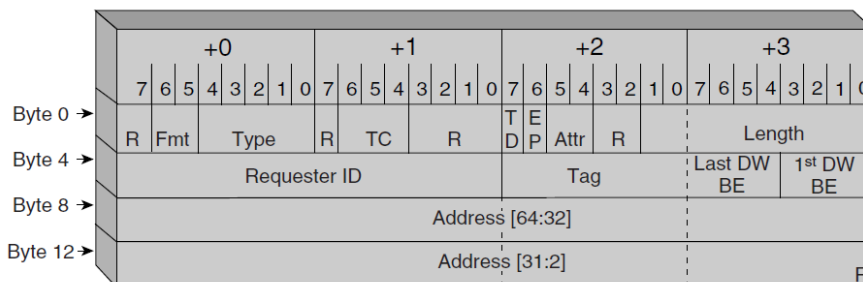 +0 +1 +2 +3
7 6 5 4 3 2 1 0 7 6 5 4 3 2 1 0 7 6 5 4 3 2 1 0 7 6 5 4 3 2 1 0
Byte 0 R Fmt Type R TC R TD EP Attr R Length
Byte 4 Requester ID Tag Last DW BE 1st DW BE
Byte 8 Address [64:32]
Byte 12 Address [31:2]